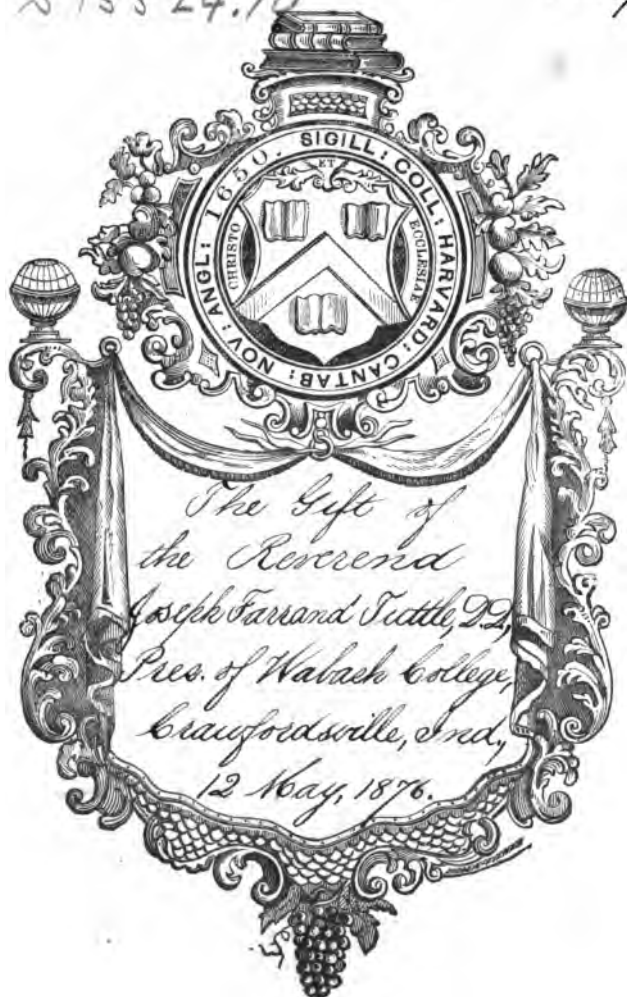 1650. SIGILL: COLL: HARVARD: CANTAB: NOV: ANGL:
ET
CHRISTO
ECCLESIAE
The Gift of
the Reverend
Joseph Farrand Tuttle, D.D.,
Pres. of Wabash College,
Crawfordsville, Ind.,
12 May, 1876.